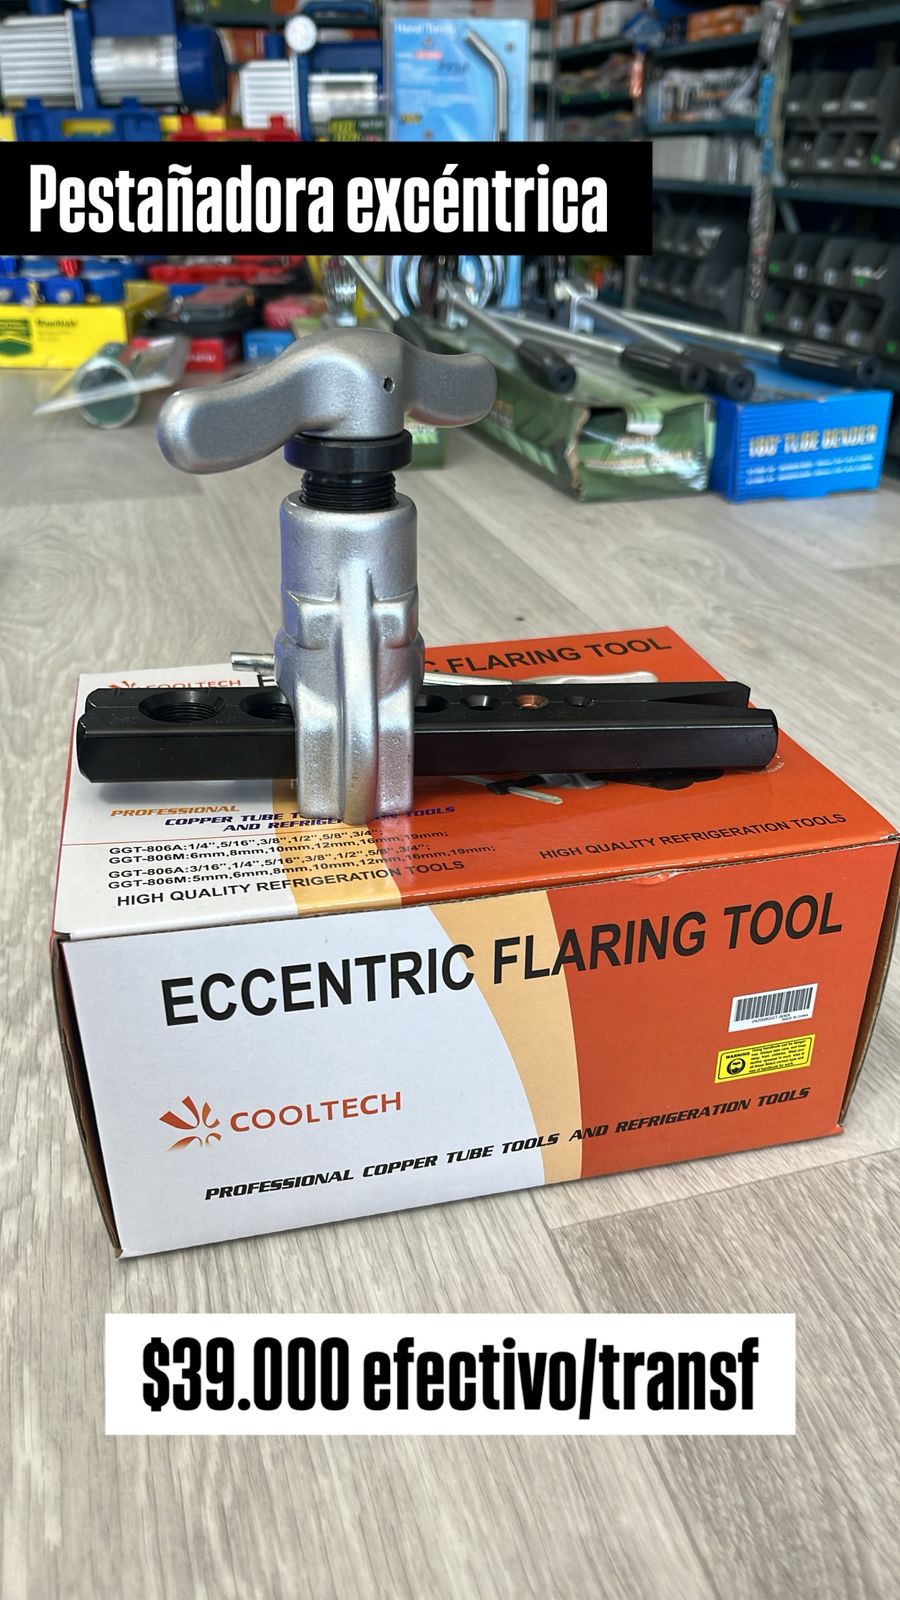 Pestañadora excéntrica
180° TUBE BENDER
COOLTECH
FLARING TOOL
PROFESSIONAL
COPPER TUBE
TOOLS
AND
GGT-806A:1/4",5/16",3/8",1/2",5/8",3/4";
GGT-806M:6mm,8mm,10mm,12mm,16mm,19mm;
GGT-806A:3/16",1/4",5/16",3/8",1/2",5/8",3/4";
GGT-806M:5mm,6mm,8mm,10mm,12mm,16mm,19mm;
HIGH QUALITY REFRIGERATION TOOLS
HIGH QUALITY REFRIGERATION TOOLS
ECCENTRIC FLARING TOOL
WARNING
COOLTECH
PROFESSIONAL COPPER TUBE TOOLS AND REFRIGERATION TOOLS
$39.000 efectivo/transf